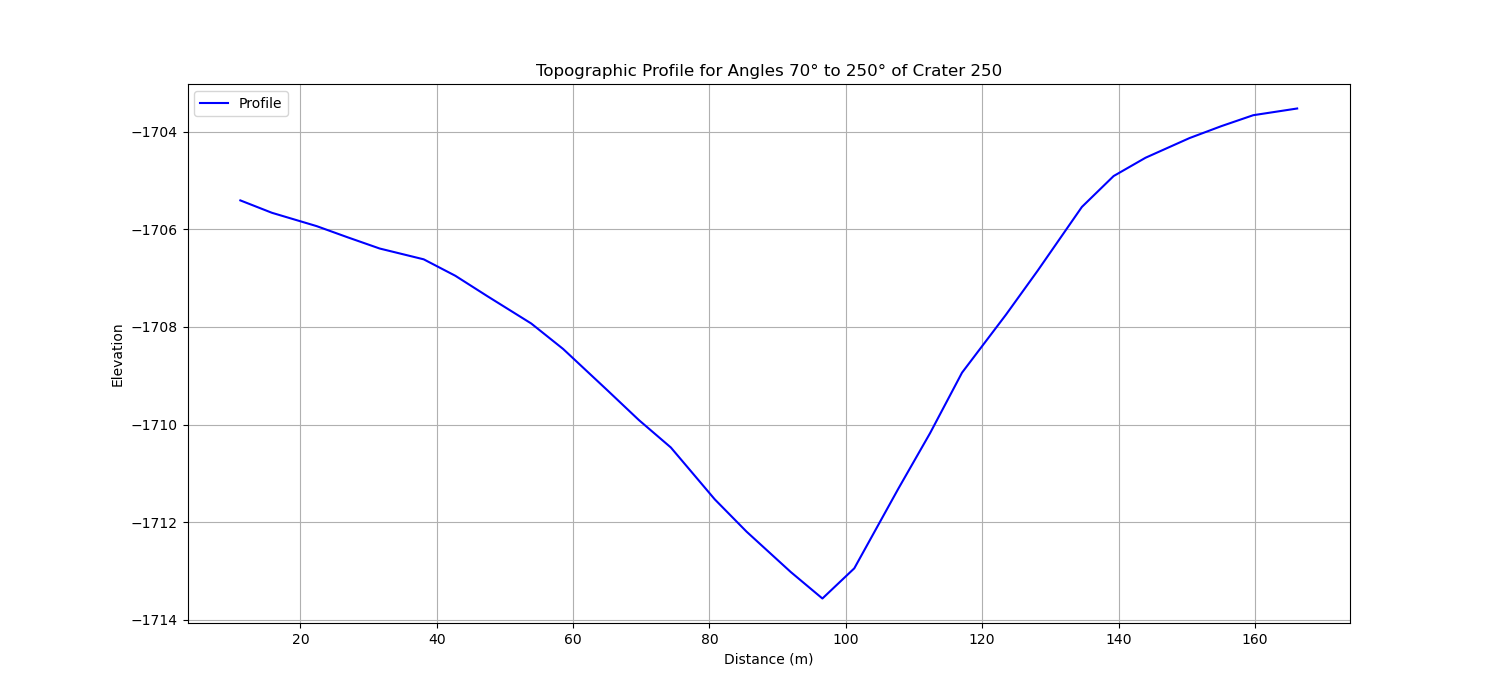 Topographic Profile for Angles 70° to 250° of Crater 250
Profile
−1704
−1706
−1708
−1710
−1712
−1714
Elevation
20 40 60 80 100 120 140 160
Distance (m)